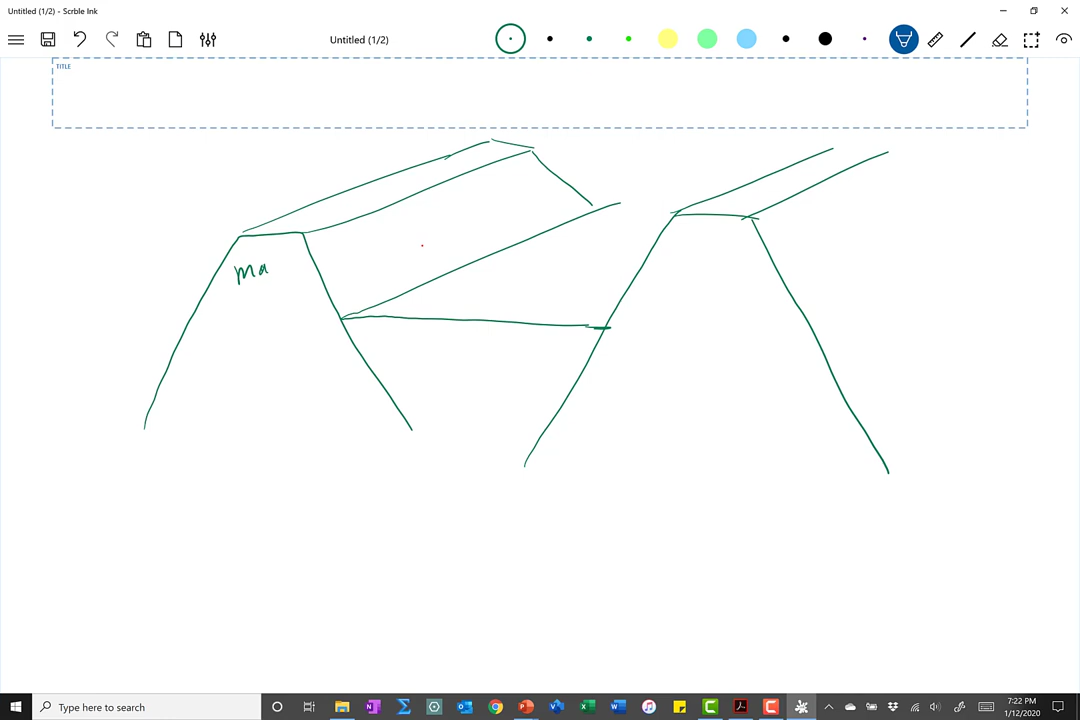 Untitled (1/2) - Scrble Ink
Untitled (1/2)
TITLE
ma
Type here to search
7:22 PM
1/12/2020